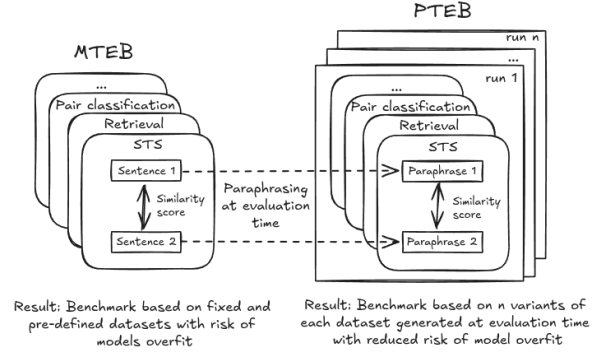 MTEB
...
Pair classification
Retrieval
STS
Sentence 1
Similarity
score
Sentence 2
Paraphrasing
at evaluation
time
PTEB
run n
...
run 1
...
Pair classification
Retrieval
STS
Paraphrase 1
Similarity
score
Paraphrase 2
Result: Benchmark based on fixed and
pre-defined datasets with risk of
models overfit
Result: Benchmark based on n variants of
each dataset generated at evaluation time
with reduced risk of model overfit